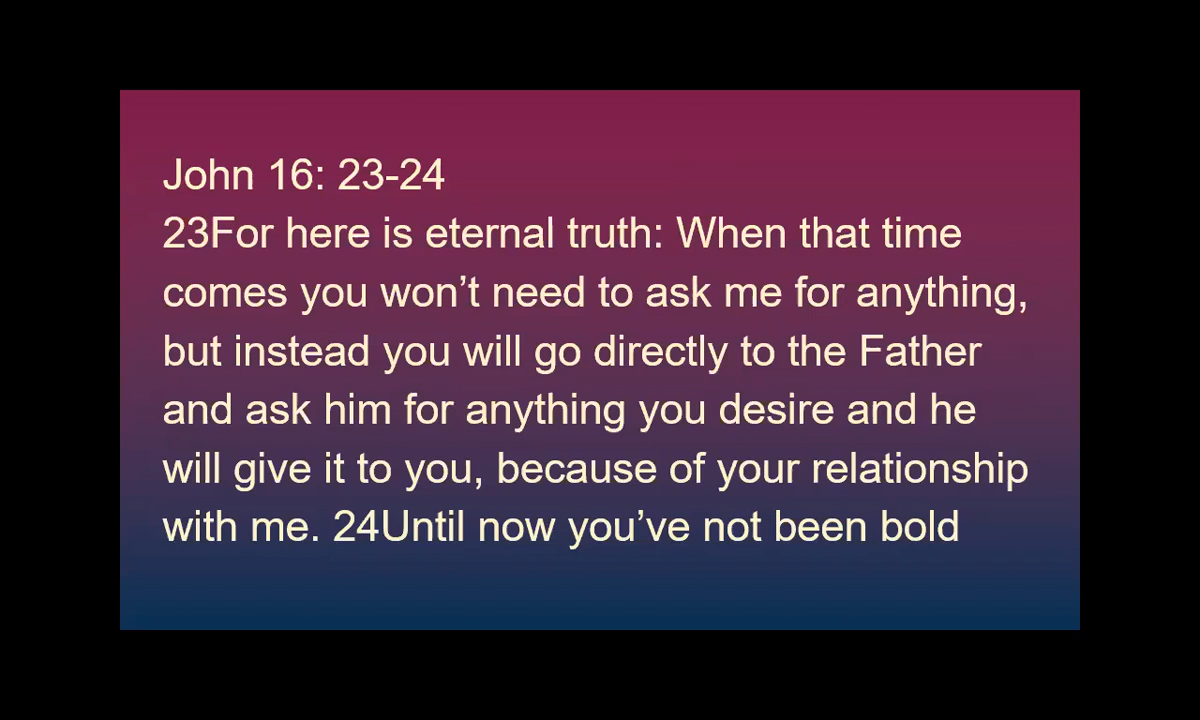 John 16: 23-24
23For here is eternal truth: When that time
comes you won’t need to ask me for anything,
but instead you will go directly to the Father
and ask him for anything you desire and he
will give it to you, because of your relationship
with me. 24Until now you’ve not been bold